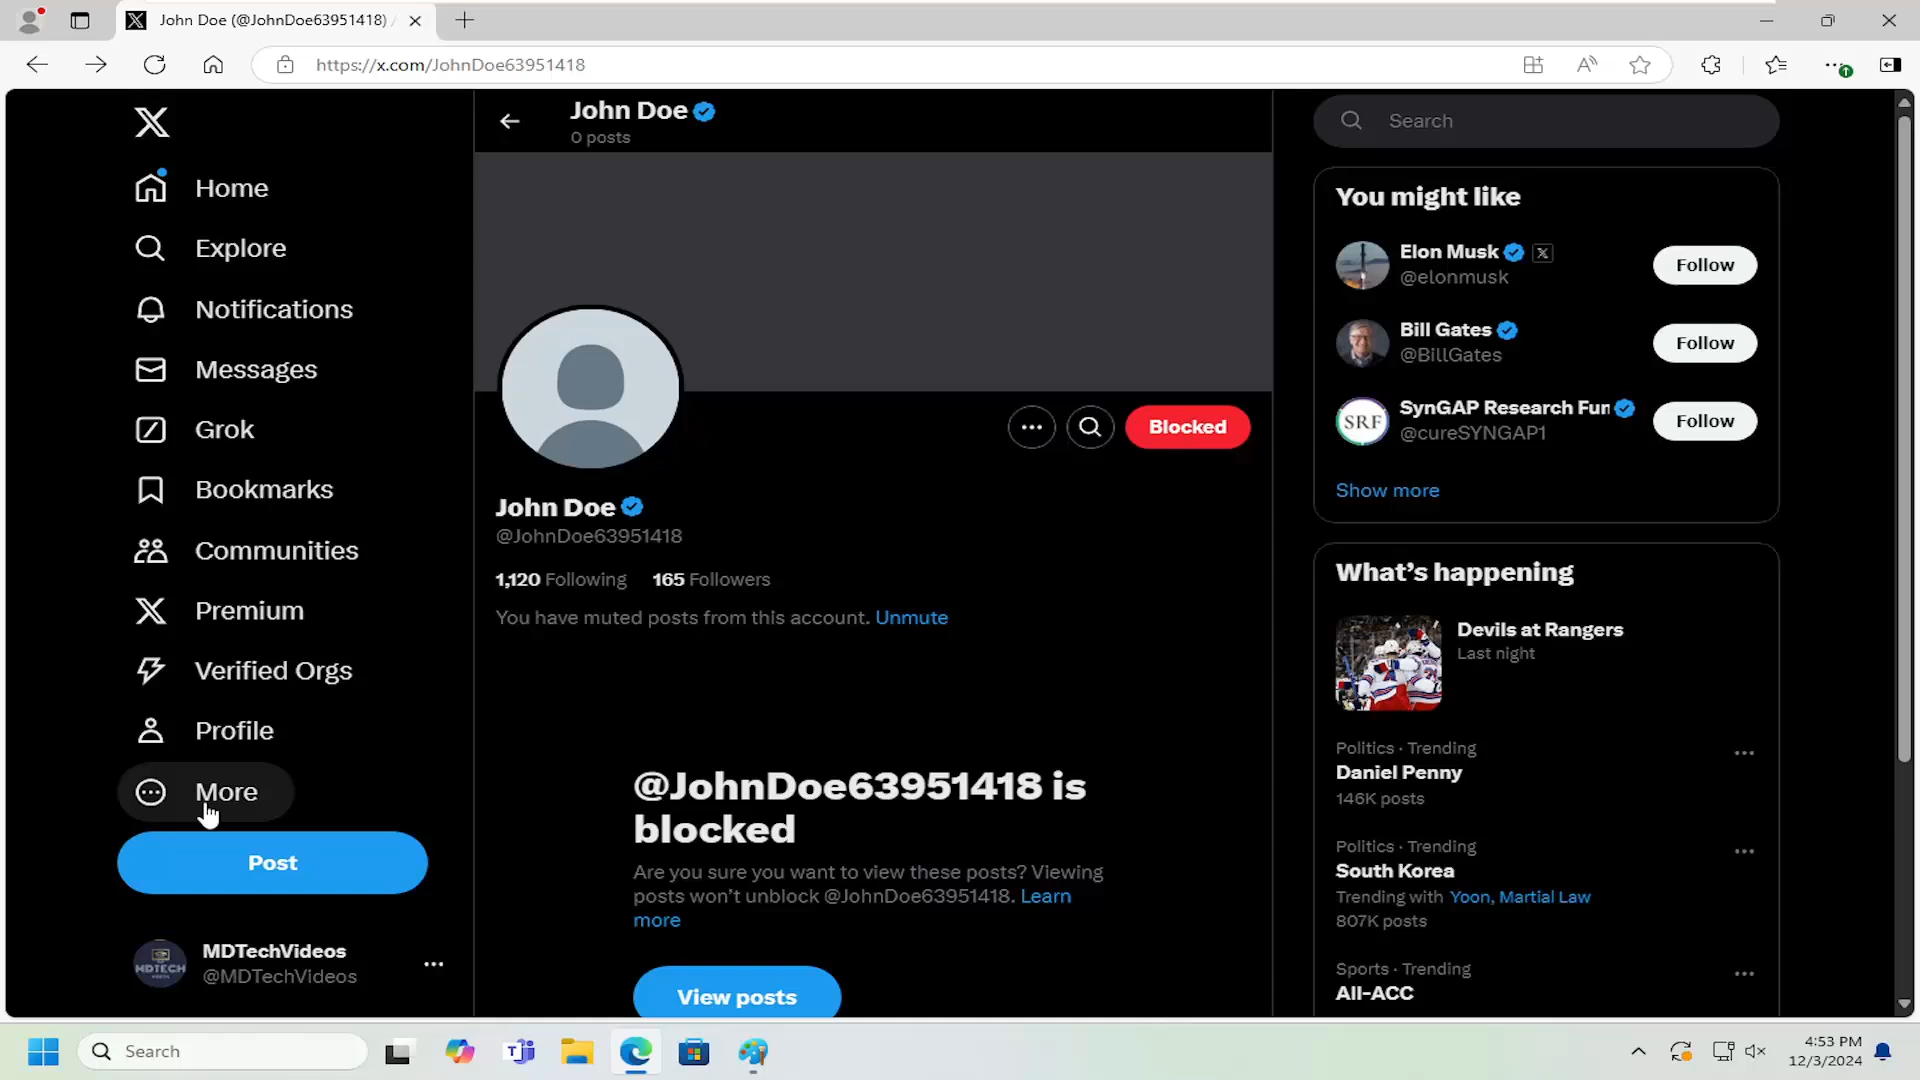 John Doe (@JohnDoe63951418) /
https://x.com/JohnDoe63951418
Home
Explore
Notifications
Messages
Grok
Bookmarks
Communities
Premium
Verified Orgs
Profile
More
Post
MDTECH
MDTechVideos
@MDTechVideos
John Doe
0 posts
Blocked
John Doe
@JohnDoe63951418
1,120 Following 165 Followers
You have muted posts from this account. Unmute
@JohnDoe63951418 is
blocked
Are you sure you want to view these posts? Viewing
posts won't unblock @JohnDoe63951418. Learn
more
View posts
Search
You might like
Elon Musk
@elonmusk
Follow
Bill Gates
@BillGates
Follow
SRF
SynGAP Research Fun
@cureSYNGAP1
Follow
Show more
What's happening
Devils at Rangers
Last night
Politics · Trending
Daniel Penny
146K posts
Politics · Trending
South Korea
Trending with Yoon, Martial Law
807K posts
Sports · Trending
All-ACC
Search
4:53 PM
12/3/2024